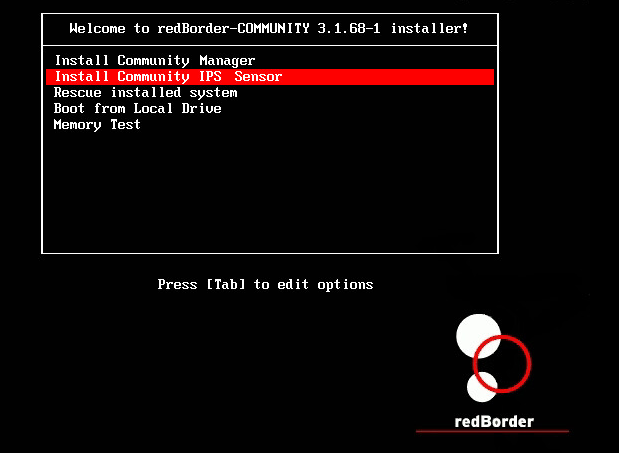 Welcome to redBorder-COMMUNITY 3.1.68-1 installer!
Install Community Manager
Install Community IPS Sensor
Rescue installed system
Boot from Local Drive
Memory Test
Press [Tab] to edit options
redBorder